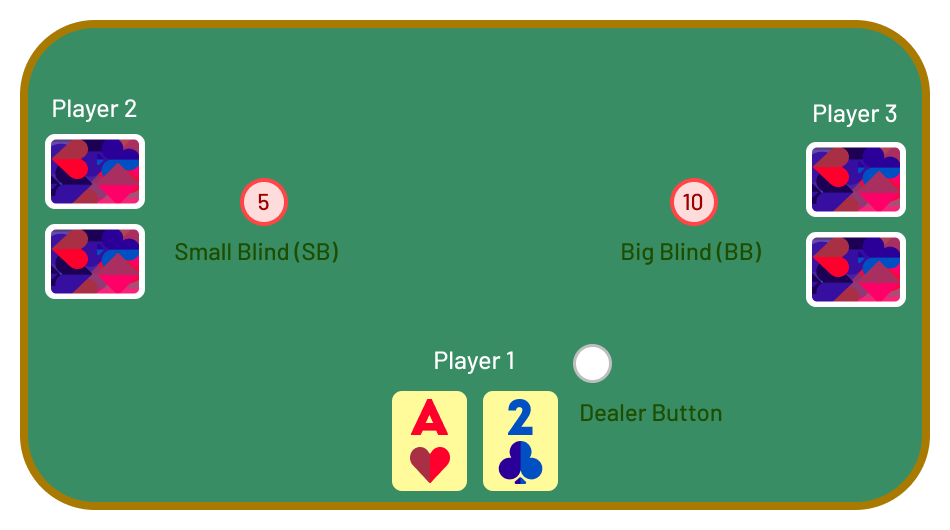 Player 2
Player 3
5
10
Small Blind (SB)
Big Blind (BB)
Player 1
A
2
Dealer Button